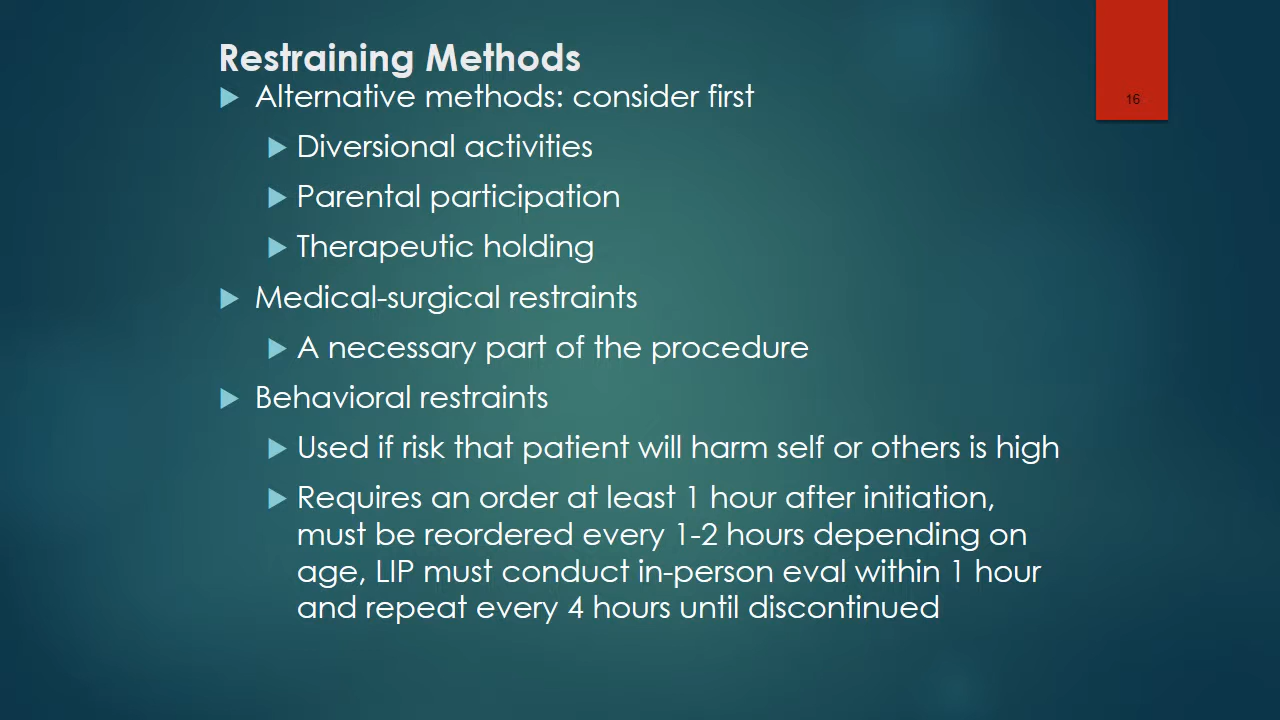 Restraining Methods
Alternative methods: consider first
16
Diversional activities
Parental participation
Therapeutic holding
Medical-surgical restraints
A necessary part of the procedure
Behavioral restraints
Used if risk that patient will harm self or others is high
Requires an order at least 1 hour after initiation,
must be reordered every 1-2 hours depending on
age, LIP must conduct in-person eval within 1 hour
and repeat every 4 hours until discontinued